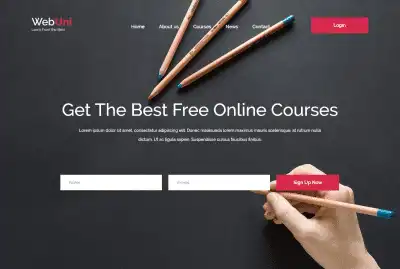 WebUni
Learn From the Best
Home About us Courses News Contact
Login
Get The Best Free Online Courses
Lorem ipsum dolor sit amet, consectetur adipiscing elit. Donec malesuada lorem maximus mauris scelerisque, at rutrum nulla
dictum. Ut ac ligula sapien. Suspendisse cursus faucibus finibus.
Name
E-mail
Sign Up Now